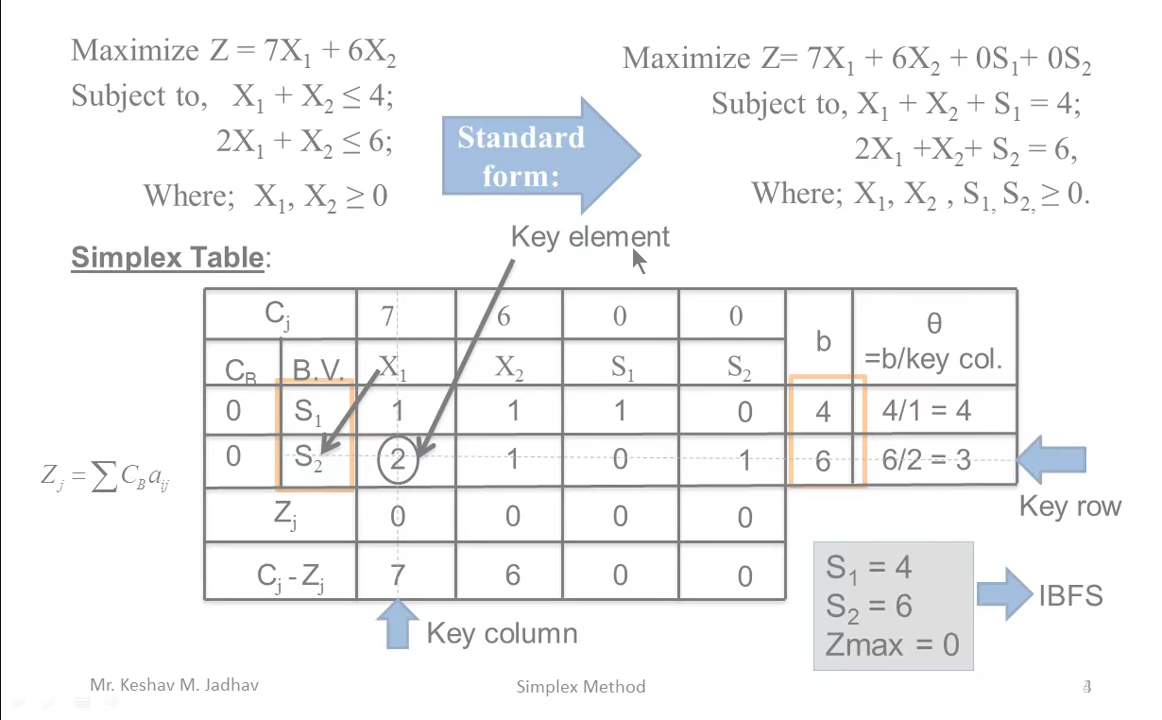 Maximize Z = 7X₁ + 6X₂
Subject to, X₁ + X₂ ≤ 4;
2X₁ + X₂ ≤ 6;
Where; X₁, X₂ ≥ 0
Standard
form:
Maximize Z= 7X₁ + 6X₂ + 0S₁+ 0S₂
Subject to, X₁ + X₂ + S₁ = 4;
2X₁ +X₂+ S₂ = 6,
Where; X₁, X₂ , S₁, S₂, ≥ 0.
Key element
Simplex Table:
Cⱼ 7 6 0 0 b θ
=b/key col.
C_B B.V. X₁ X₂ S₁ S₂
0 S₁ 1 1 1 0 4 4/1 = 4
0 S₂ 2 1 0 1 6 6/2 = 3
Zⱼ 0 0 0 0
Cⱼ - Zⱼ 7 6 0 0
Zⱼ = ∑ C_B aᵢⱼ
Key row
Key column
S₁ = 4
S₂ = 6
Zmax = 0
IBFS
Mr. Keshav M. Jadhav
Simplex Method